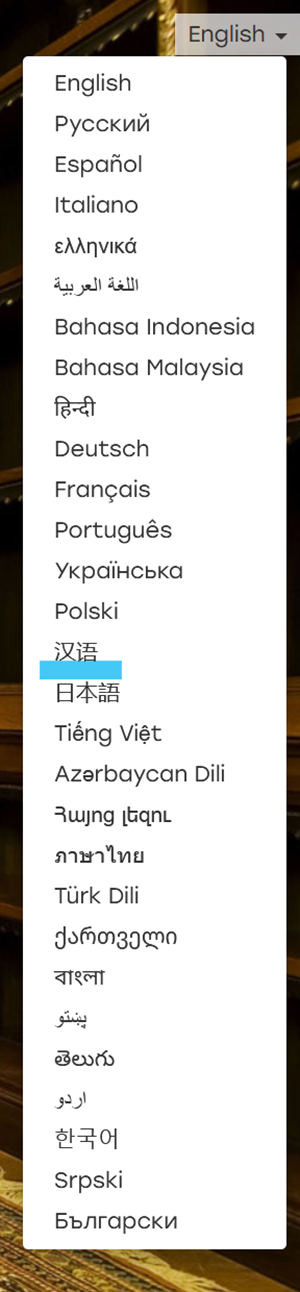 English
English
Русский
Español
Italiano
ελληνικά
اللغة العربية
Bahasa Indonesia
Bahasa Malaysia
हिन्दी
Deutsch
Français
Português
Українська
Polski
汉语
日本語
Tiếng Việt
Azərbaycan Dili
Հայոց լեզու
ภาษาไทย
Türk Dili
ქართველი
বাংলা
پښتو
తెలుగు
اردو
한국어
Srpski
Български